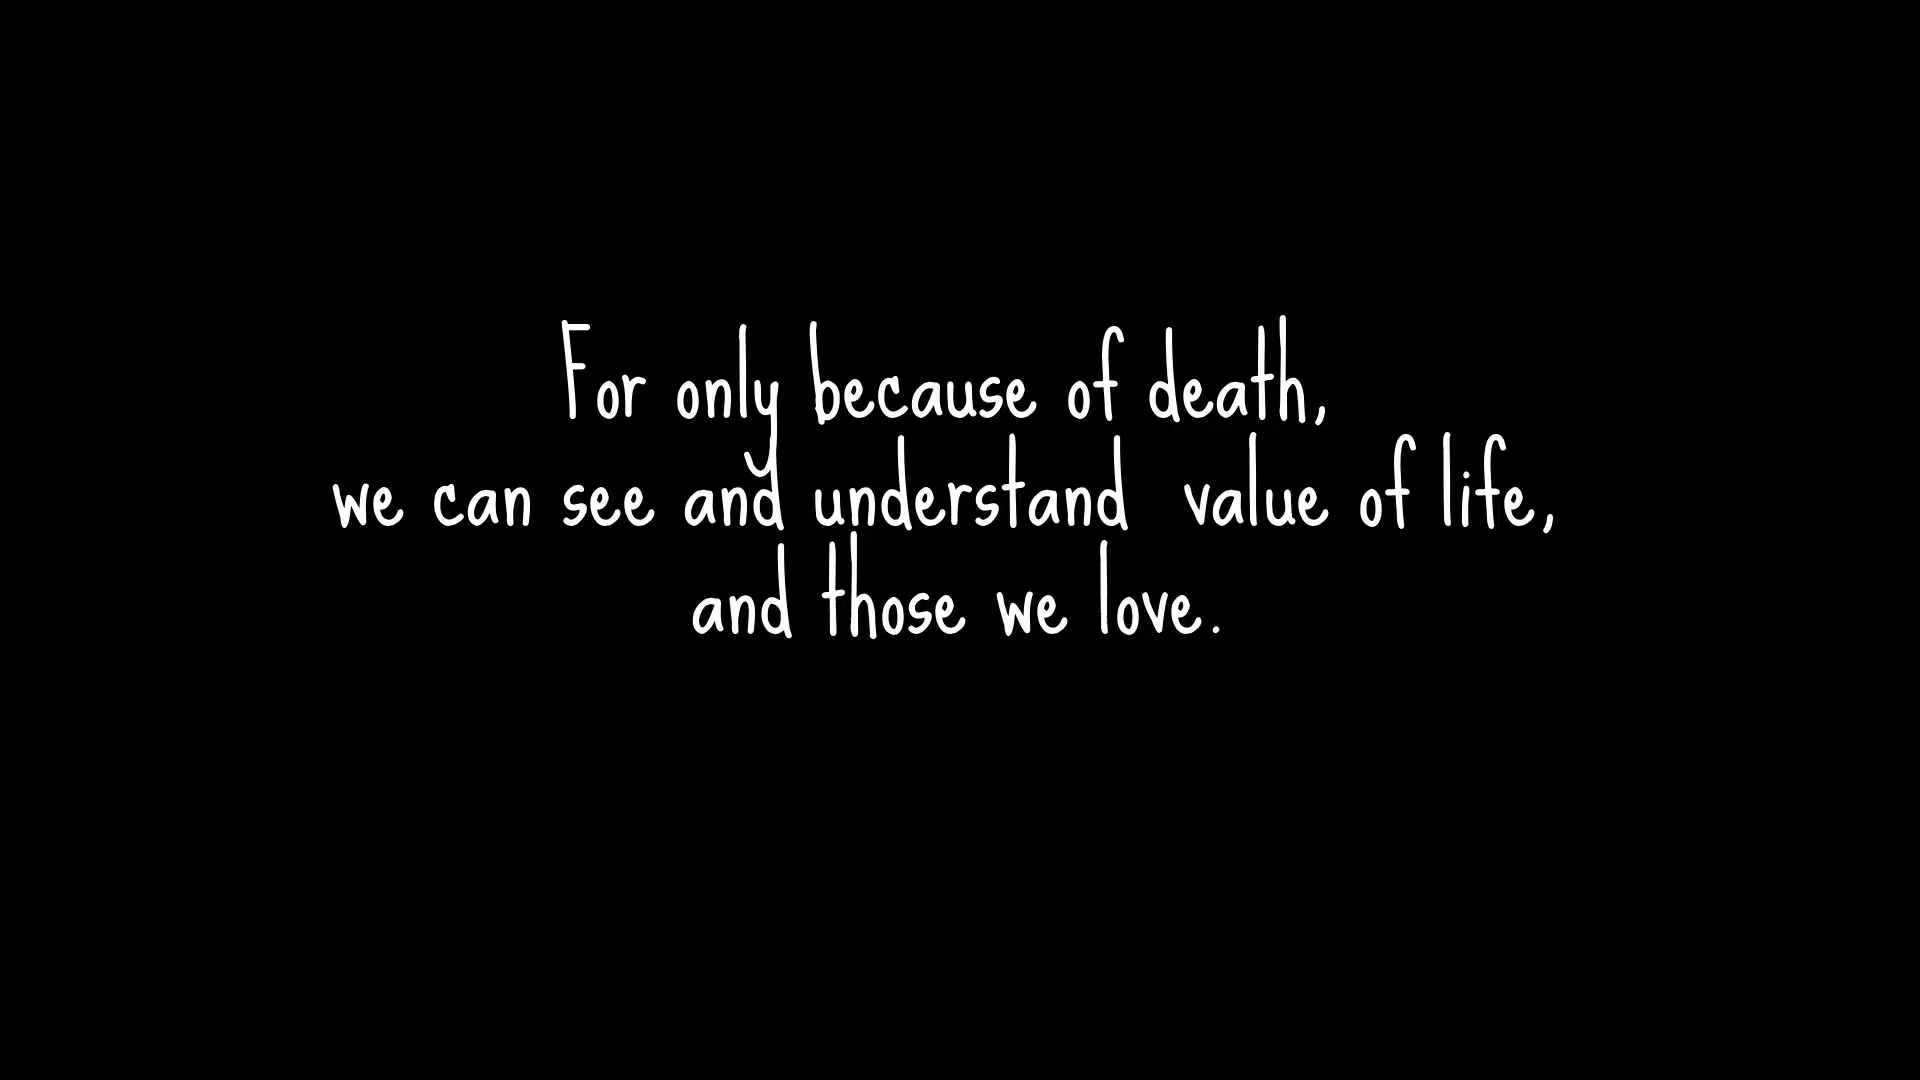 For only because of death,
we can see and understand  value of life,
and those we love.